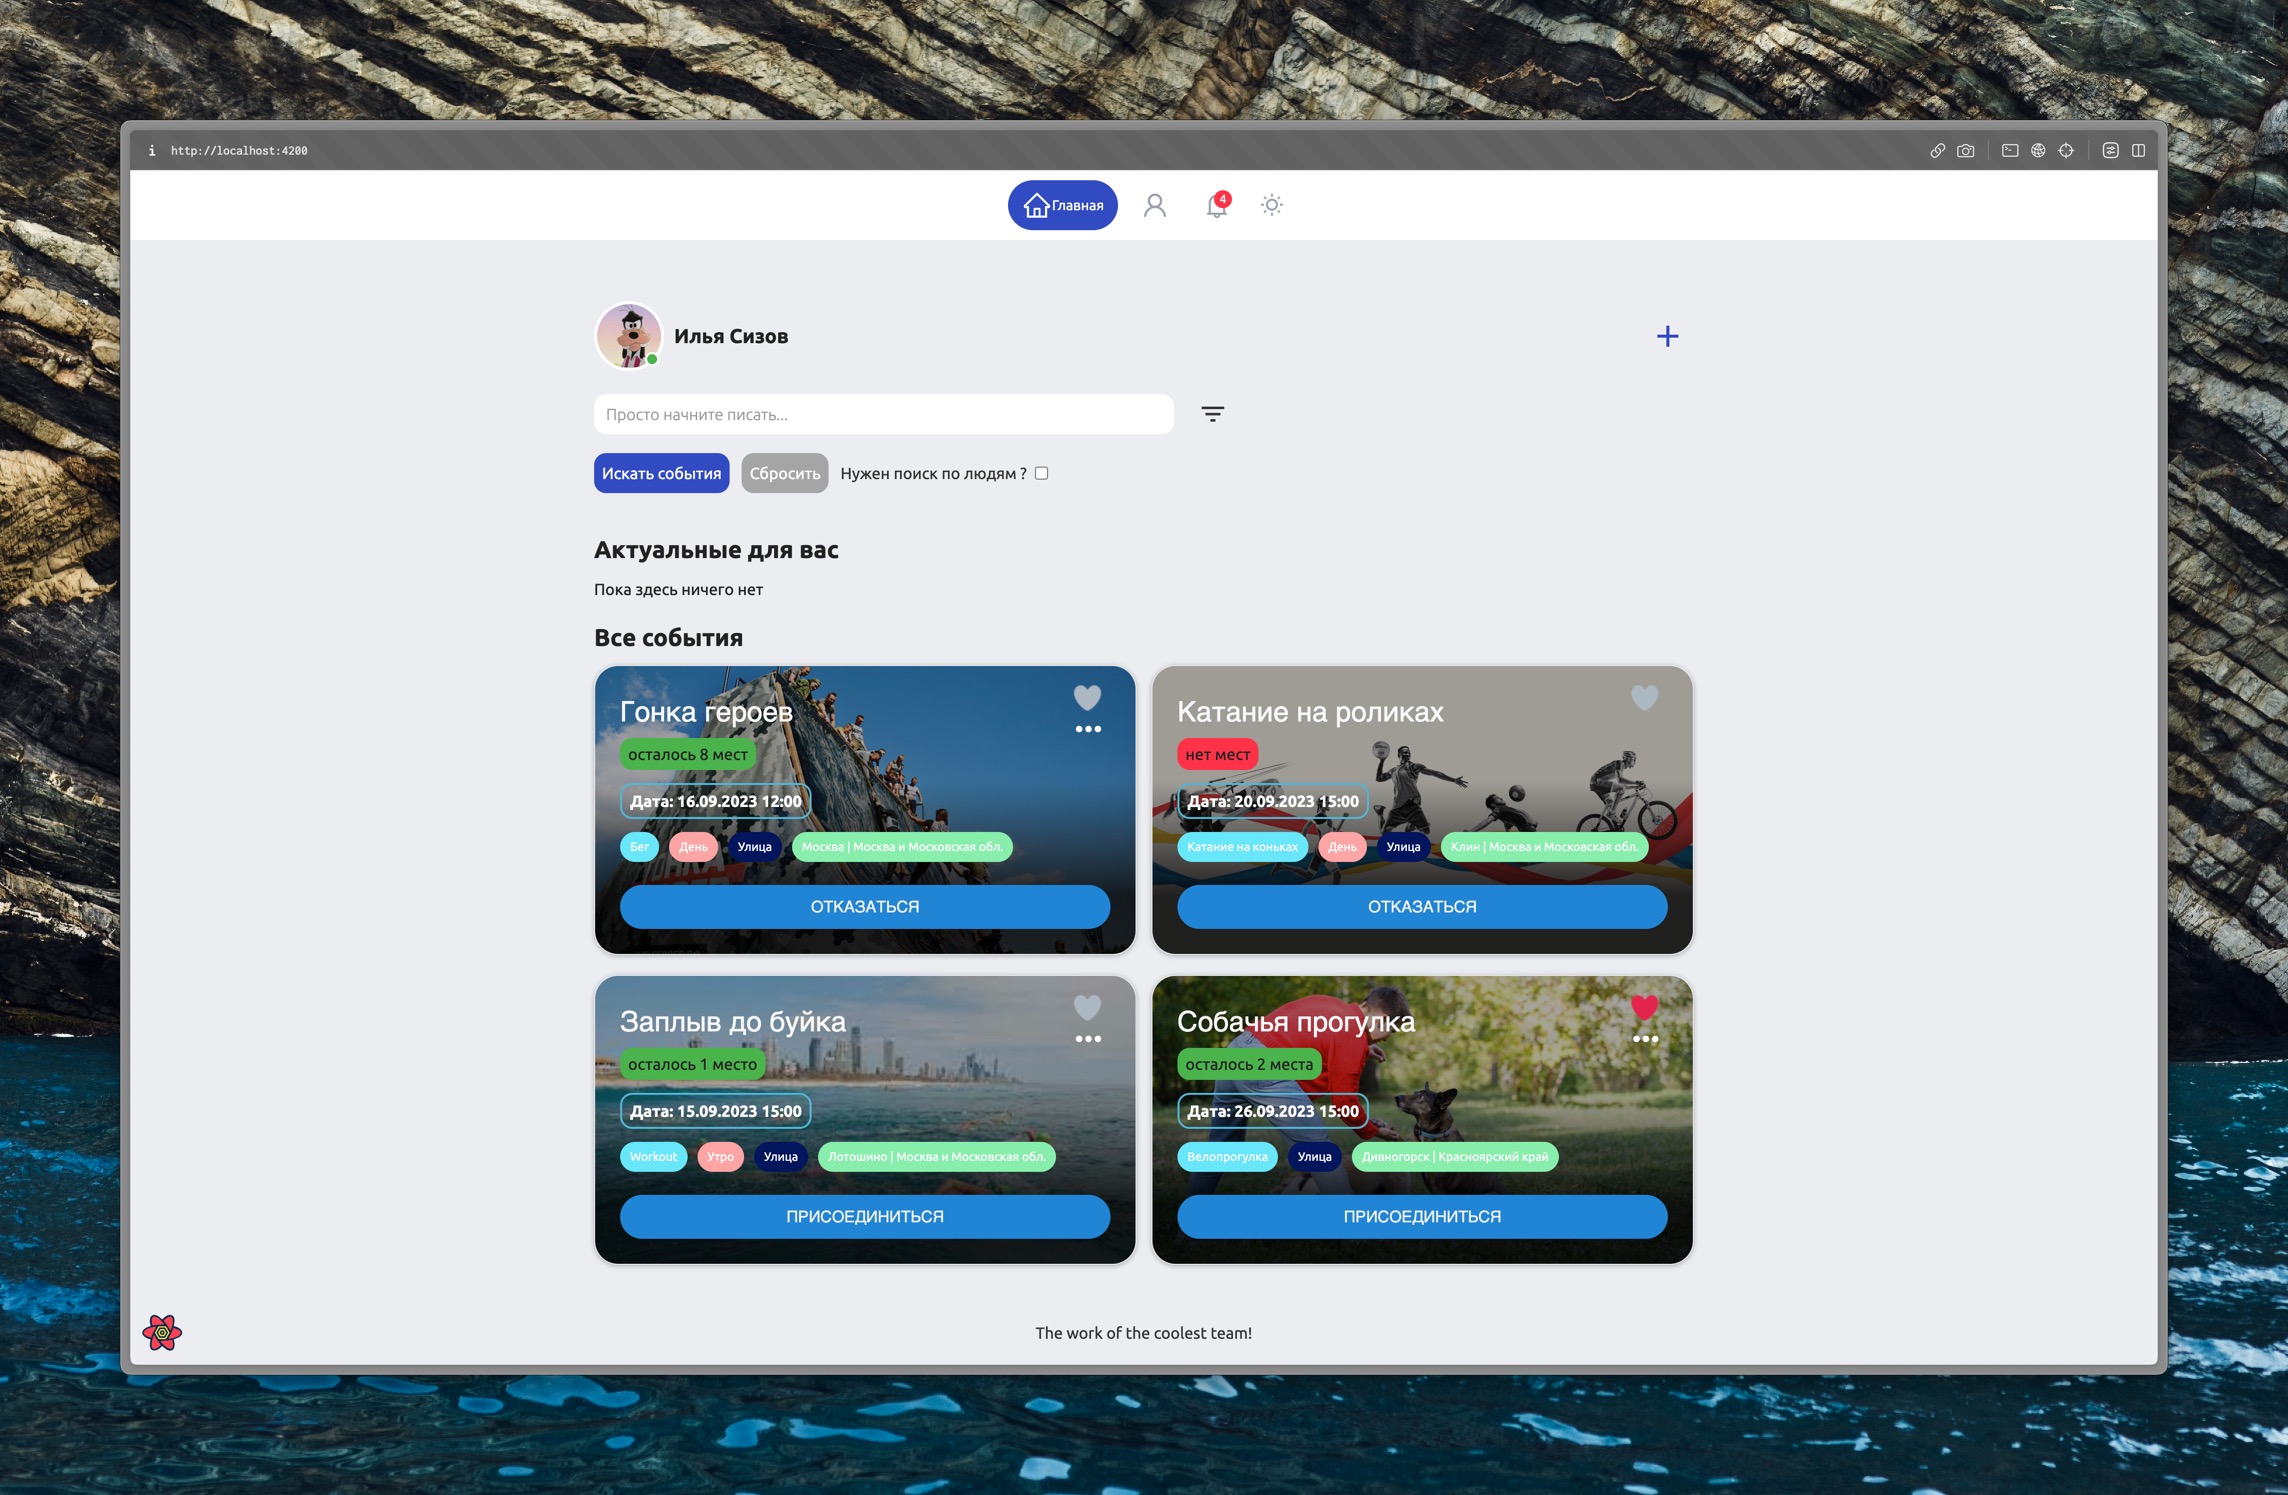 http://localhost:4200
Главная
4
Илья Сизов
Просто начните писать...
Искать события
Сбросить
Нужен поиск по людям ?
Актуальные для вас
Пока здесь ничего нет
Все события
Гонка героев
осталось 8 мест
Дата: 16.09.2023 12:00
Бег
День
Улица
Москва | Москва и Московская обл.
ОТКАЗАТЬСЯ
Катание на роликах
нет мест
Дата: 20.09.2023 15:00
Катание на коньках
День
Улица
Клин | Москва и Московская обл.
ОТКАЗАТЬСЯ
Заплыв до буйка
осталось 1 место
Дата: 15.09.2023 15:00
Workout
Утро
Улица
Лотошино | Москва и Московская обл.
ПРИСОЕДИНИТЬСЯ
Собачья прогулка
осталось 2 места
Дата: 26.09.2023 15:00
Велопрогулка
Улица
Дивногорск | Красноярский край
ПРИСОЕДИНИТЬСЯ
The work of the coolest team!